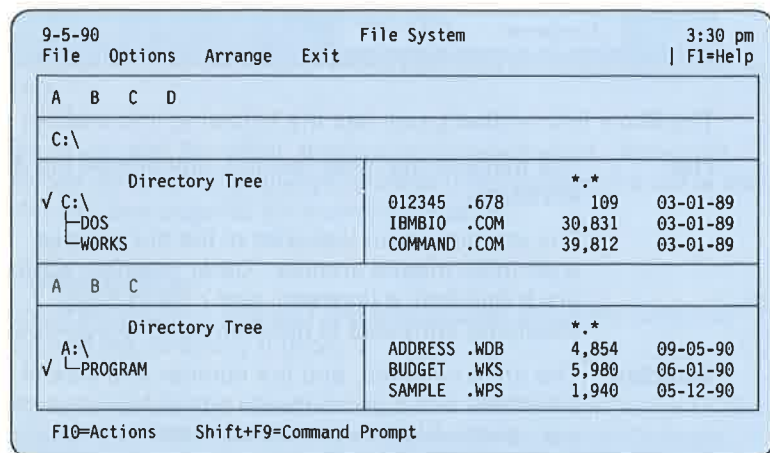 9-5-90 File System 3:30 pm
File Options Arrange Exit | F1=Help
A B C D
C:\
Directory Tree *.*
√ C:\ 012345 .678 109 03-01-89
├─DOS IBMBIO .COM 30,831 03-01-89
└─WORKS COMMAND .COM 39,812 03-01-89
A B C
Directory Tree *.*
A:\ ADDRESS .WDB 4,854 09-05-90
√ └─PROGRAM BUDGET .WKS 5,980 06-01-90
SAMPLE .WPS 1,940 05-12-90
F10=Actions Shift+F9=Command Prompt